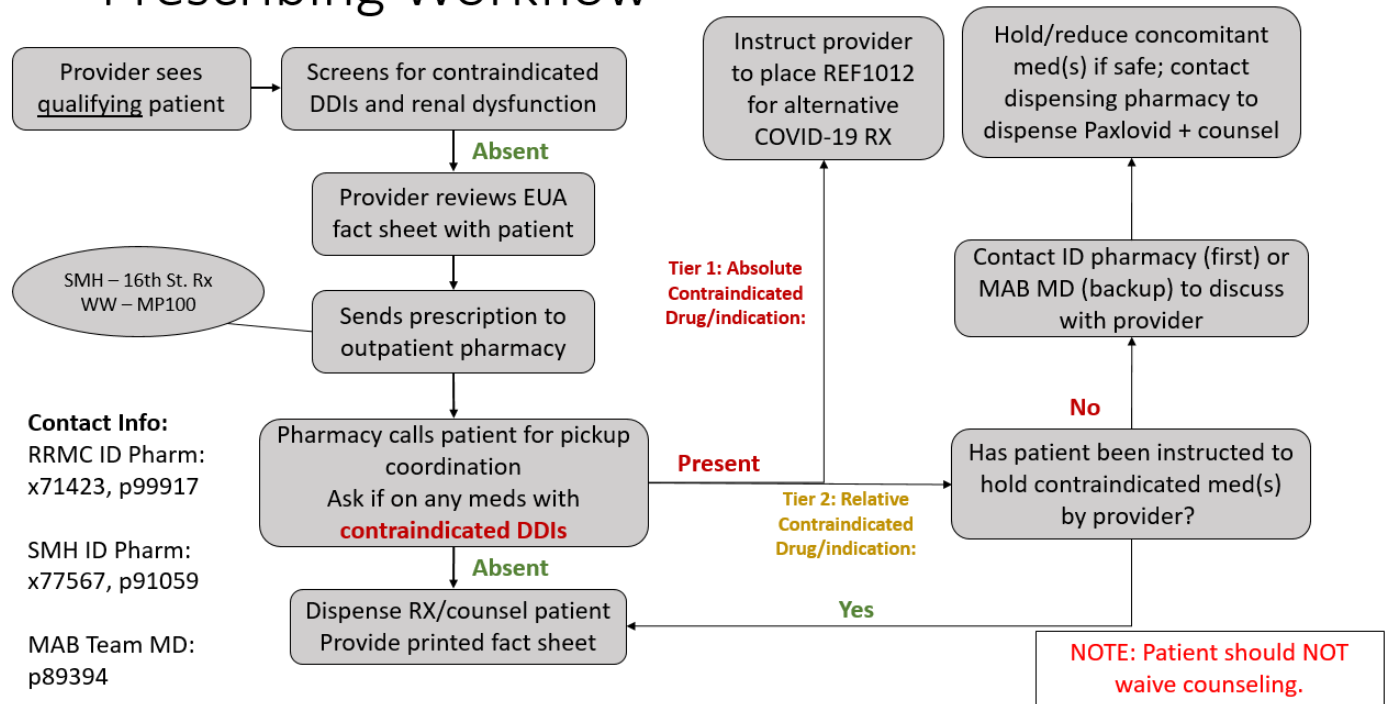 Prescribing Workflow
Provider sees
qualifying patient
Screens for contraindicated
DDIs and renal dysfunction
Absent
Provider reviews EUA
fact sheet with patient
SMH – 16th St. Rx
WW – MP100
Sends prescription to
outpatient pharmacy
Contact Info:
RRMC ID Pharm:
x71423, p99917
SMH ID Pharm:
x77567, p91059
MAB Team MD:
p89394
Pharmacy calls patient for pickup
coordination
Ask if on any meds with
contraindicated DDIs
Absent
Dispense RX/counsel patient
Provide printed fact sheet
Present
Tier 1: Absolute
Contraindicated
Drug/indication:
Instruct provider
to place REF1012
for alternative
COVID-19 RX
Tier 2: Relative
Contraindicated
Drug/indication:
Has patient been instructed to
hold contraindicated med(s)
by provider?
No
Contact ID pharmacy (first) or
MAB MD (backup) to discuss
with provider
Hold/reduce concomitant
med(s) if safe; contact
dispensing pharmacy to
dispense Paxlovid + counsel
Yes
NOTE: Patient should NOT
waive counseling.